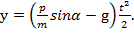 y = (p/m sinα − g) t²/2.